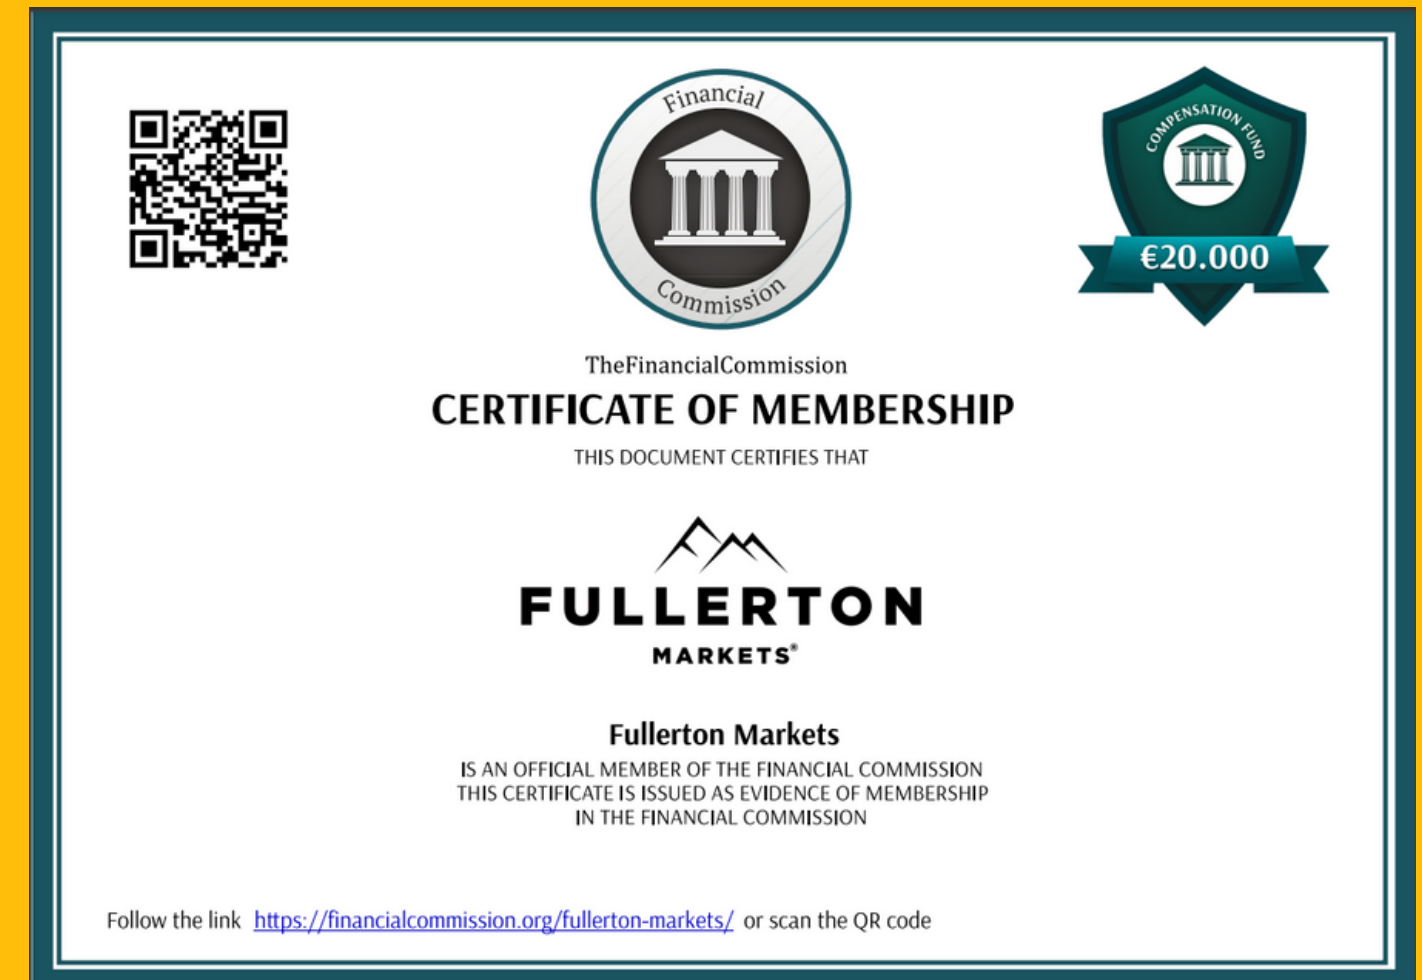 Financial
Commission
COMPENSATION FUND
€20.000
TheFinancialCommission
CERTIFICATE OF MEMBERSHIP
THIS DOCUMENT CERTIFIES THAT
FULLERTON
MARKETS®
Fullerton Markets
IS AN OFFICIAL MEMBER OF THE FINANCIAL COMMISSION
THIS CERTIFICATE IS ISSUED AS EVIDENCE OF MEMBERSHIP
IN THE FINANCIAL COMMISSION
Follow the link https://financialcommission.org/fullerton-markets/ or scan the QR code